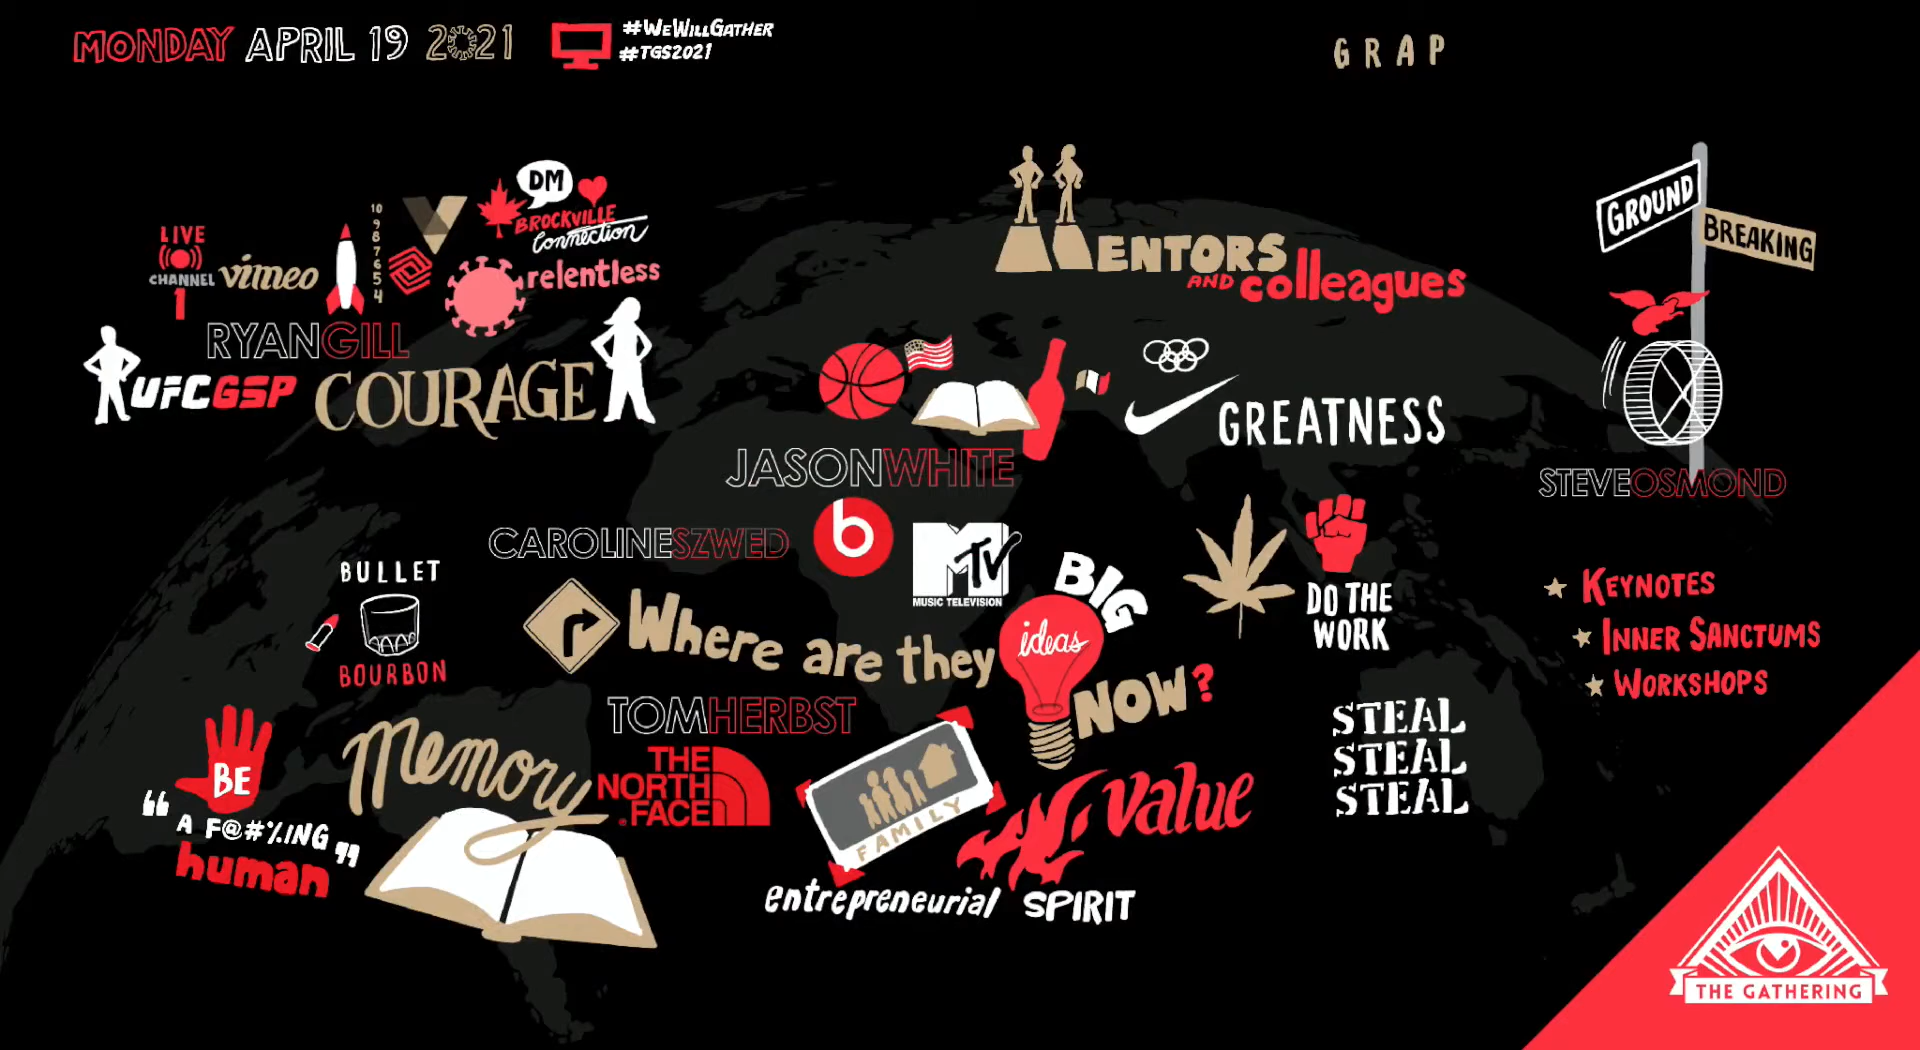 MONDAY APRIL 19 2021
#WEWILLGATHER
#TGS2021
GRAP
LIVE
CHANNEL
1
vimeo
10
9
8
7
6
5
4
DM
BROCKVILLE
Connection
relentless
RYANGILL
UFC GSP
COURAGE
MENTORS
AND colleagues
GROUND
BREAKING
GREATNESS
JASONWHITE
STEVEOSMOND
CAROLINESZWED
b
MTV
MUSIC TELEVISION
BULLET
BOURBON
Where are they
BIG
ideas
NOW?
DO THE
WORK
KEYNOTES
INNER SANCTUMS
WORKSHOPS
TOMHERBST
THE
NORTH
FACE
Memory
BE
"A F@#%ING"
human
FAMILY
value
entrepreneurial SPIRIT
STEAL
STEAL
STEAL
THE GATHERING